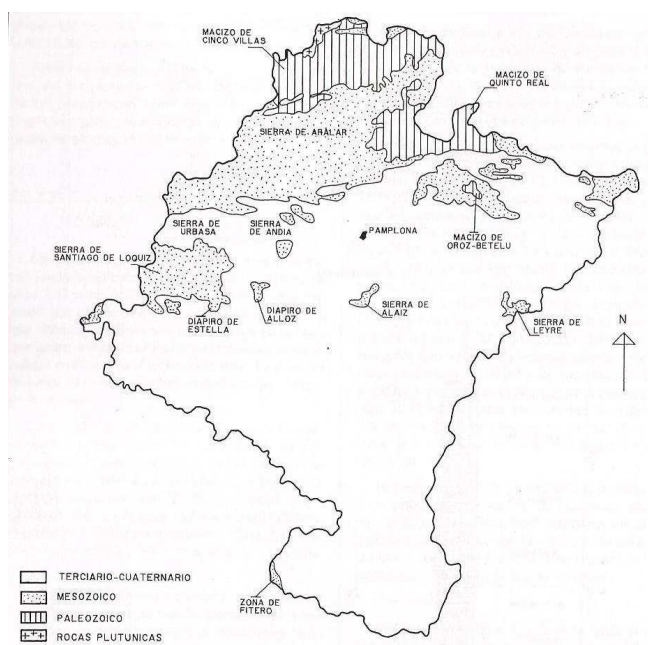 MACIZO DE
CINCO VILLAS
MACIZO DE
QUINTO REAL
SIERRA DE ARALAR
SIERRA DE
URBASA
SIERRA
DE ANDIA
PAMPLONA
MACIZO DE
OROZ-BETELU
SIERRA DE
SANTIAGO DE LOQUIZ
DIAPIRO DE
ESTELLA
DIAPIRO DE
ALLOZ
SIERRA DE
ALAIZ
SIERRA DE
LEYRE
N
ZONA DE
FITERO
TERCIARIO-CUATERNARIO
MESOZOICO
PALEOZOICO
ROCAS PLUTUNICAS